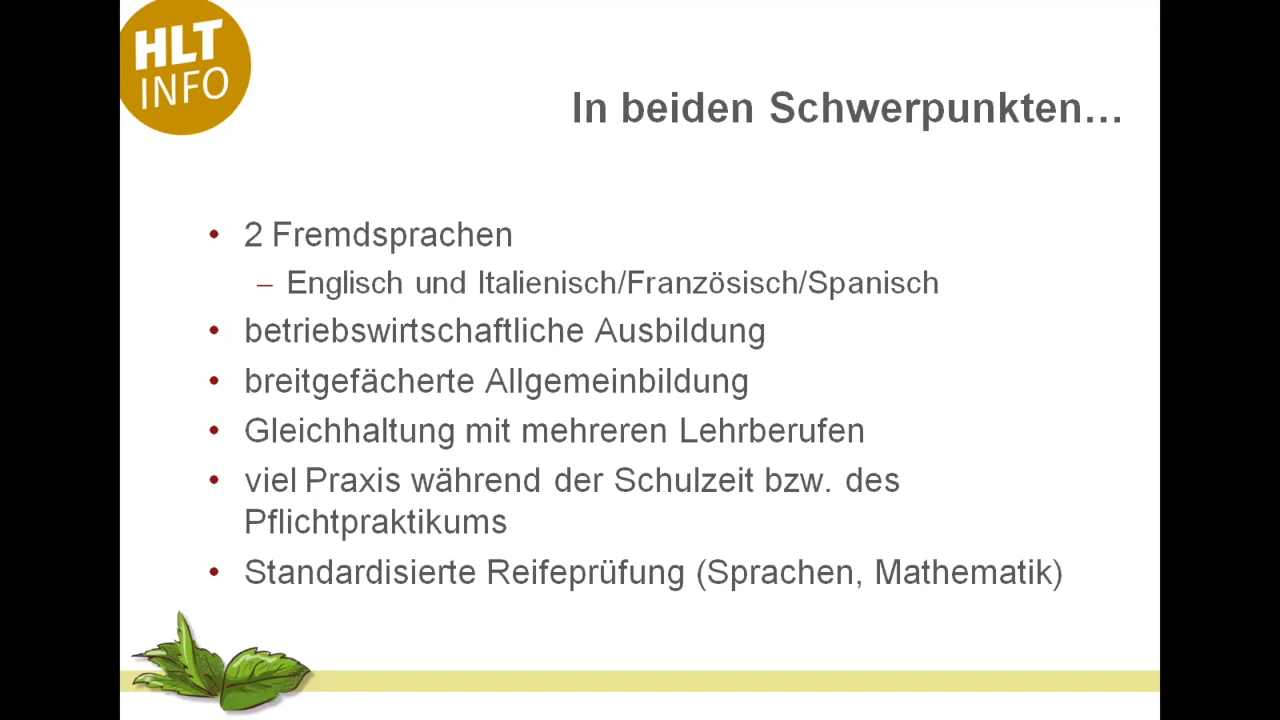 HLT
INFO
In beiden Schwerpunkten…
• 2 Fremdsprachen
– Englisch und Italienisch/Französisch/Spanisch
• betriebswirtschaftliche Ausbildung
• breitgefächerte Allgemeinbildung
• Gleichhaltung mit mehreren Lehrberufen
• viel Praxis während der Schulzeit bzw. des
Pflichtpraktikums
• Standardisierte Reifeprüfung (Sprachen, Mathematik)